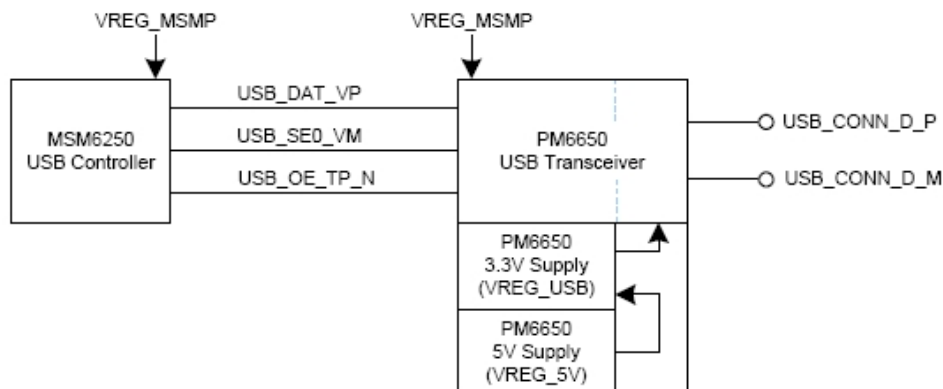 VREG_MSMP
VREG_MSMP
USB_DAT_VP
MSM6250
USB Controller
USB_SE0_VM
USB_OE_TP_N
PM6650
USB Transceiver
USB_CONN_D_P
USB_CONN_D_M
PM6650
3.3V Supply
(VREG_USB)
PM6650
5V Supply
(VREG_5V)